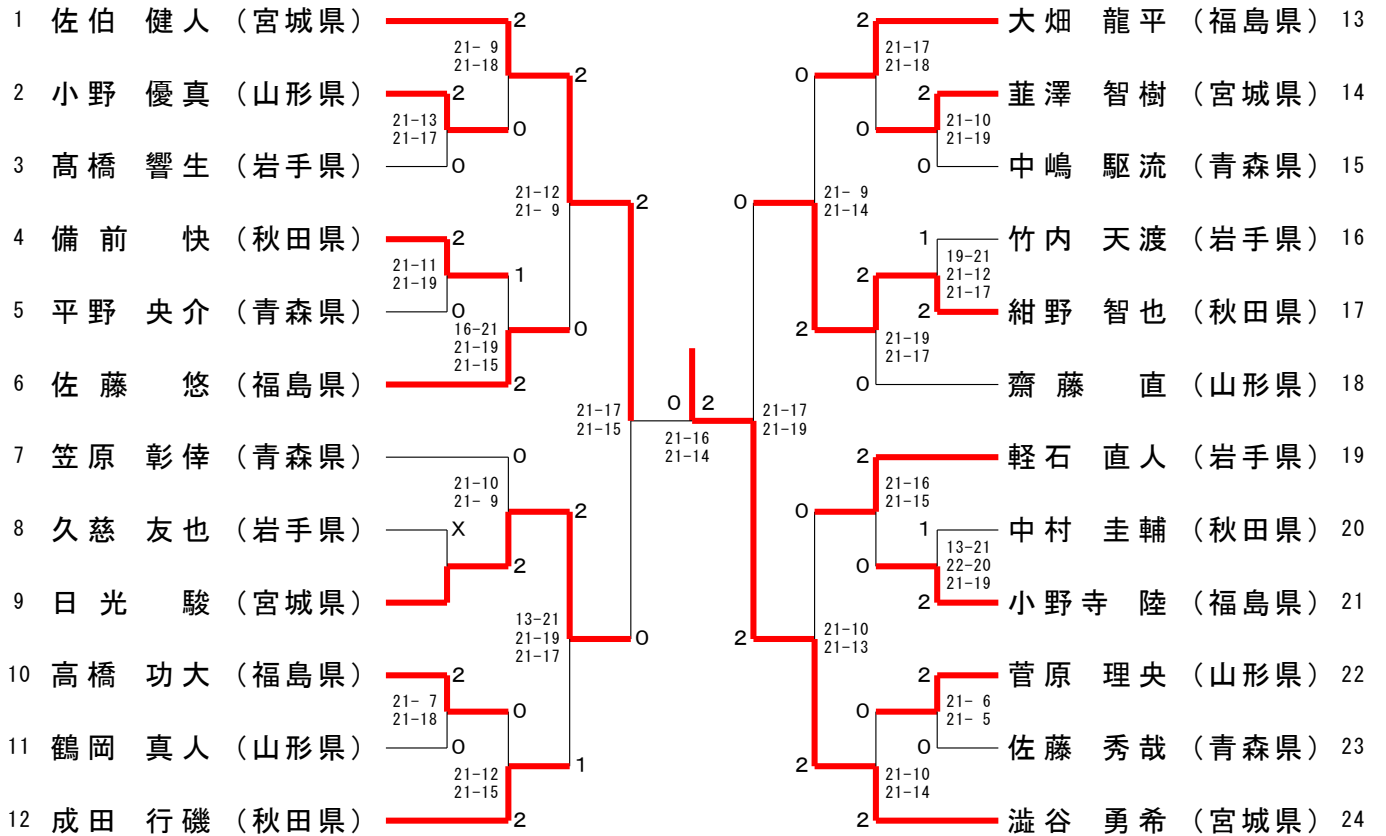 1 佐伯 健人 (宮城県) 2
21- 9
21-18
2
2 小野 優真 (山形県) 2
21-13
21-17
0
3 髙橋 響生 (岩手県) 0
21-12
21- 9
2
4 備前 快 (秋田県) 2
21-11
21-19
1
5 平野 央介 (青森県) 0
16-21
21-19
21-15
0
6 佐藤 悠 (福島県) 2
21-17
21-15
7 笠原 彰倖 (青森県) 0
21-10
21- 9
2
8 久慈 友也 (岩手県) X
2
9 日光 駿 (宮城県)
13-21
21-19
21-17
0
10 高橋 功大 (福島県) 2
21- 7
21-18
0
11 鶴岡 真人 (山形県) 0
21-12
21-15
1
12 成田 行磯 (秋田県) 2
0 2
21-16
21-14
2 大畑 龍平 (福島県) 13
21-17
21-18
0
2 韮澤 智樹 (宮城県) 14
21-10
21-19
0
0 中嶋 駆流 (青森県) 15
21- 9
21-14
0
1 竹内 天渡 (岩手県) 16
19-21
21-12
21-17
2
2 紺野 智也 (秋田県) 17
21-19
21-17
2
0 齋藤 直 (山形県) 18
21-17
21-19
2 軽石 直人 (岩手県) 19
21-16
21-15
0
1 中村 圭輔 (秋田県) 20
13-21
22-20
21-19
0
2 小野寺 陸 (福島県) 21
21-10
21-13
2
2 菅原 理央 (山形県) 22
21- 6
21- 5
0
0 佐藤 秀哉 (青森県) 23
21-10
21-14
2
2 澁谷 勇希 (宮城県) 24